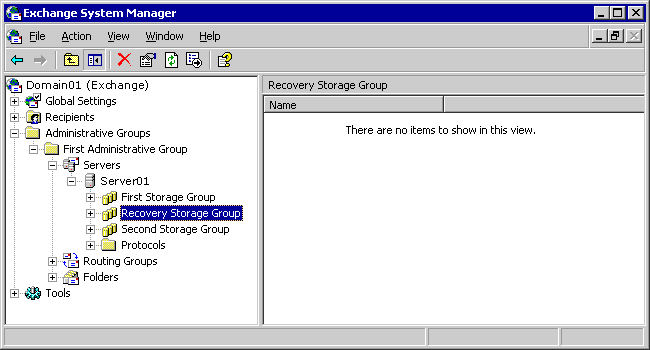 Exchange System Manager
File Action View Window Help
Domain01 (Exchange)
Global Settings
Recipients
Administrative Groups
First Administrative Group
Servers
Server01
First Storage Group
Recovery Storage Group
Second Storage Group
Protocols
Routing Groups
Folders
Tools
Recovery Storage Group
Name
There are no items to show in this view.